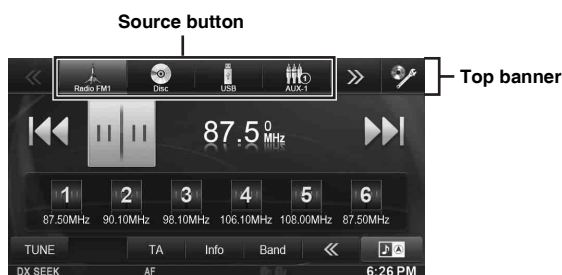 Source button
Top banner
Radio FM1
Disc
USB
AUX-1
87.50 MHz
1 2 3 4 5 6
87.50MHz 90.10MHz 98.10MHz 106.10MHz 108.00MHz 87.50MHz
TUNE TA Info Band
DX SEEK AF 6:26 PM